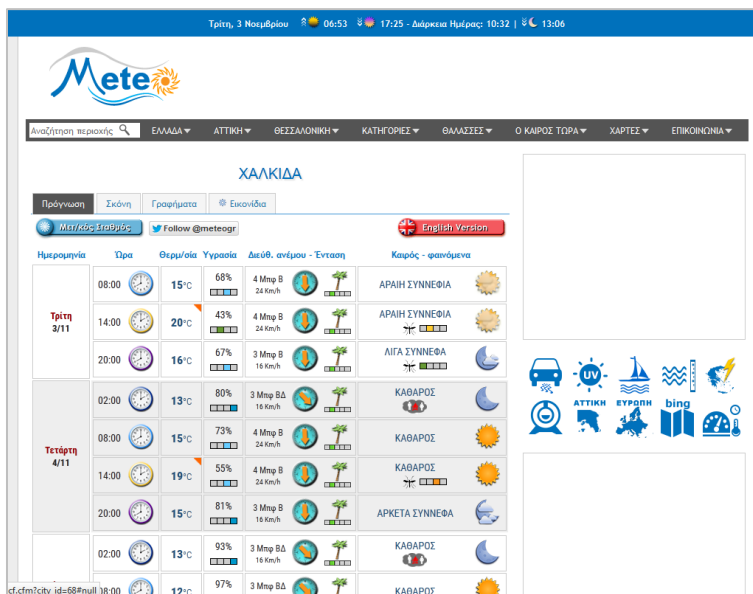 Τρίτη, 3 Νοεμβρίου 06:53 17:25 - Διάρκεια Ημέρας: 10:32 | 13:06
Meteo
Αναζήτηση περιοχής ΕΛΛΑΔΑ ΑΤΤΙΚΗ ΘΕΣΣΑΛΟΝΙΚΗ ΚΑΤΗΓΟΡΙΕΣ ΘΑΛΑΣΣΕΣ Ο ΚΑΙΡΟΣ ΤΩΡΑ ΧΑΡΤΕΣ ΕΠΙΚΟΙΝΩΝΙΑ
ΧΑΛΚΙΔΑ
Πρόγνωση Σκόνη Γραφήματα Εικονίδια
Μετ/κός Σταθμός Follow @meteogr English Version
Ημερομηνία Ώρα Θερμ/σία Υγρασία Διεύθ. ανέμου - Ένταση Καιρός - φαινόμενα
Τρίτη
3/11
08:00 15°C 68% 4 Μπφ Β 24 Km/h ΑΡΑΙΗ ΣΥΝΝΕΦΙΑ
14:00 20°C 43% 4 Μπφ Β 24 Km/h ΑΡΑΙΗ ΣΥΝΝΕΦΙΑ
20:00 16°C 67% 3 Μπφ Β 16 Km/h ΛΙΓΑ ΣΥΝΝΕΦΑ
Τετάρτη
4/11
02:00 13°C 80% 3 Μπφ ΒΔ 16 Km/h ΚΑΘΑΡΟΣ
08:00 15°C 73% 4 Μπφ Β 24 Km/h ΚΑΘΑΡΟΣ
14:00 19°C 55% 4 Μπφ Β 24 Km/h ΚΑΘΑΡΟΣ
20:00 15°C 81% 3 Μπφ Β 16 Km/h ΑΡΚΕΤΑ ΣΥΝΝΕΦΑ
02:00 13°C 93% 3 Μπφ ΒΔ 16 Km/h ΚΑΘΑΡΟΣ
08:00 12°C 97% 3 Μπφ ΒΔ ΚΑΘΑΡΟΣ
UV
ΑΤΤΙΚΗ ΕΥΡΩΠΗ bing
cf.cfm?city_id=68#null